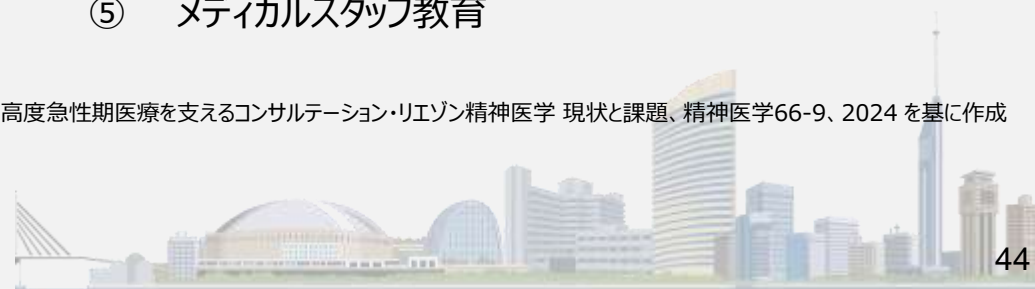 ⑤ メディカルスタッフ教育
高度急性期医療を支えるコンサルテーション・リエゾン精神医学 現状と課題、精神医学66-9、2024 を基に作成
44